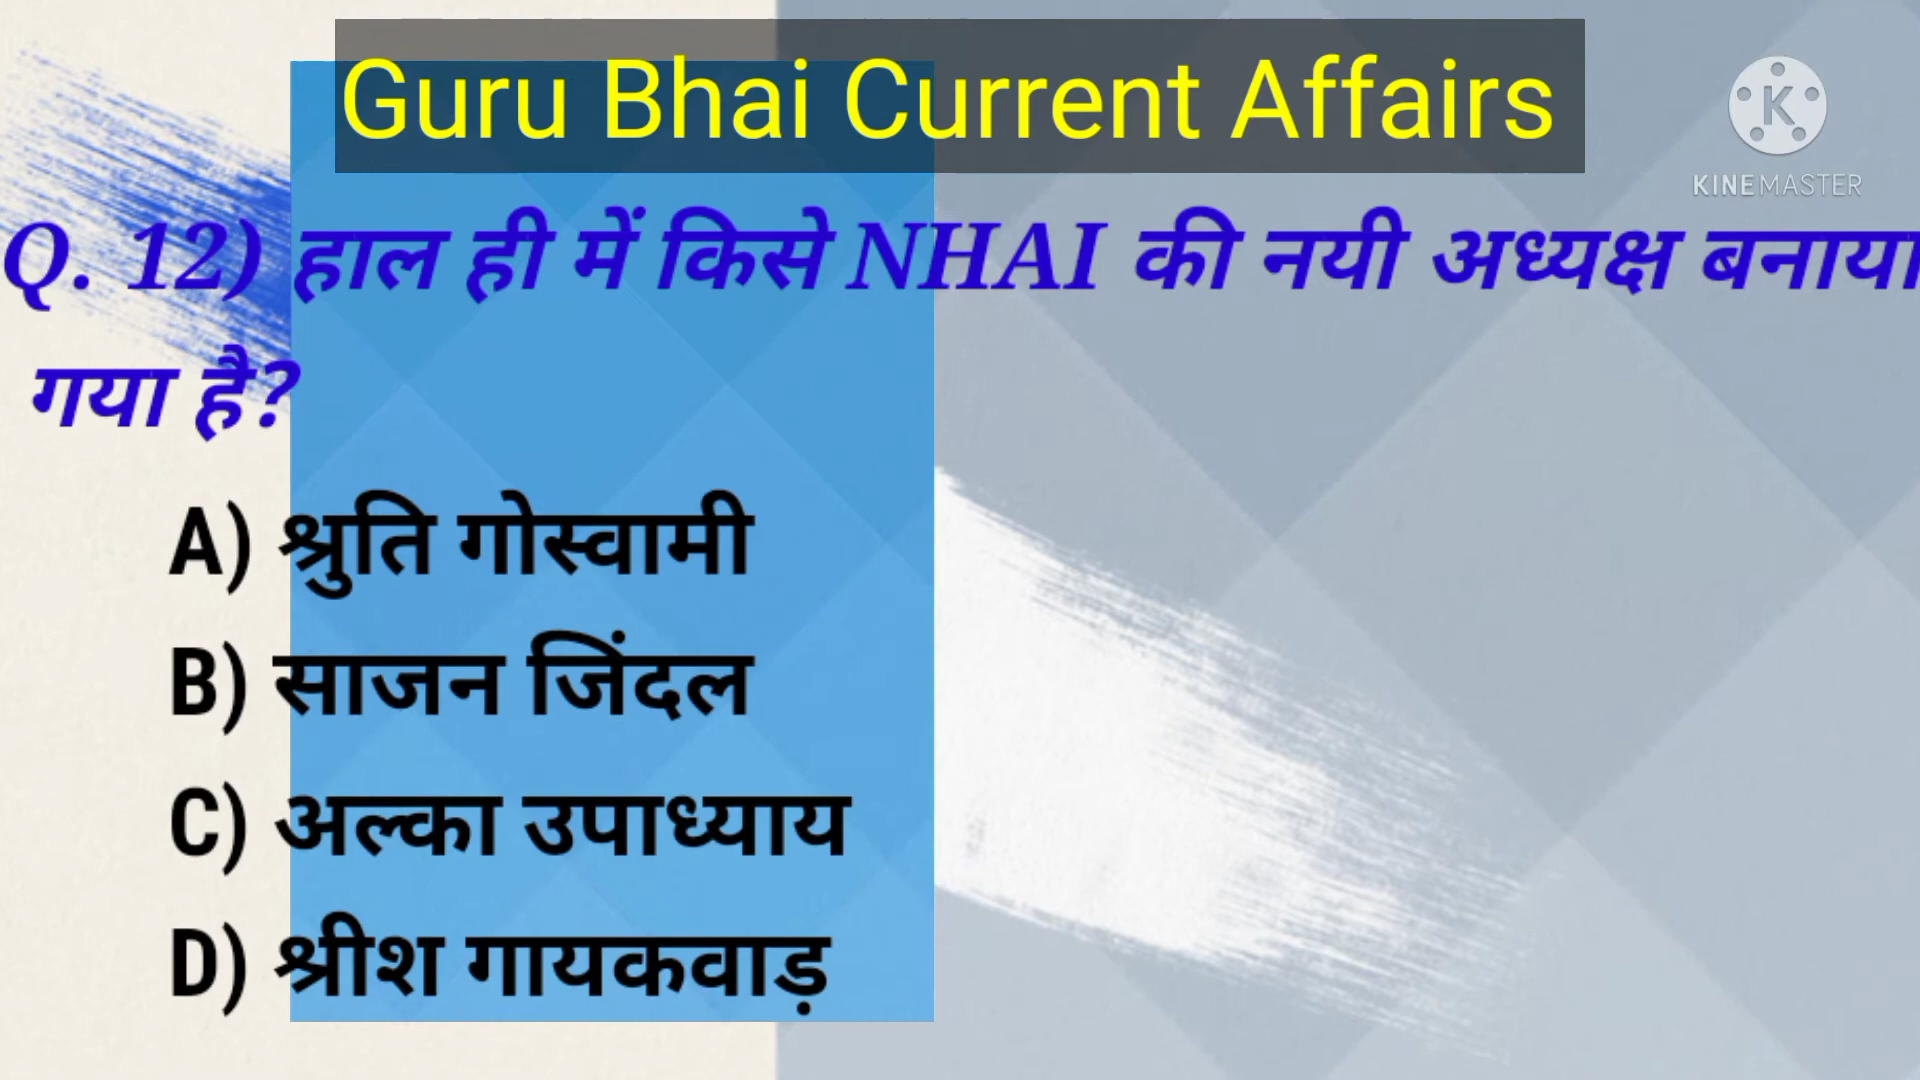 Guru Bhai Current Affairs
KINEMASTER
Q. 12) हाल ही में किसे NHAI की नयी अध्यक्ष बनाया
गया है?
A) श्रुति गोस्वामी
B) साजन जिंदल
C) अल्का उपाध्याय
D) श्रीश गायकवाड़